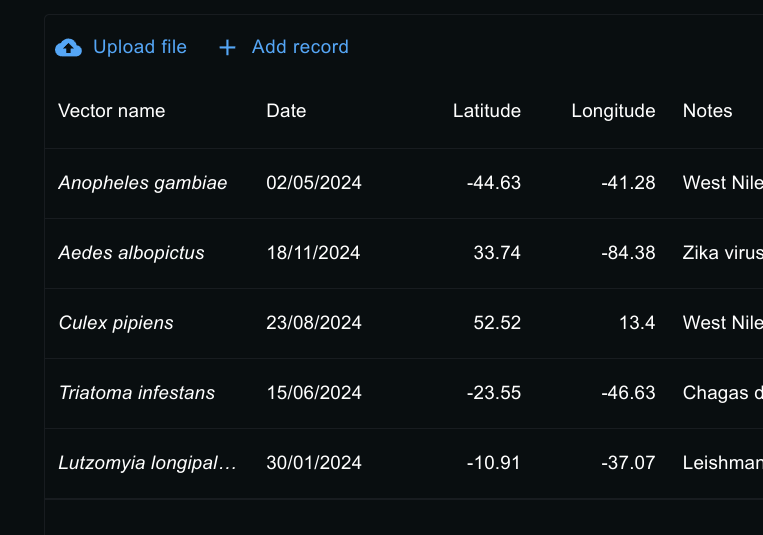 Upload file + Add record
Vector name Date Latitude Longitude Notes
Anopheles gambiae 02/05/2024 -44.63 -41.28 West Nile
Aedes albopictus 18/11/2024 33.74 -84.38 Zika virus
Culex pipiens 23/08/2024 52.52 13.4 West Nile
Triatoma infestans 15/06/2024 -23.55 -46.63 Chagas d
Lutzomyia longipal… 30/01/2024 -10.91 -37.07 Leishman